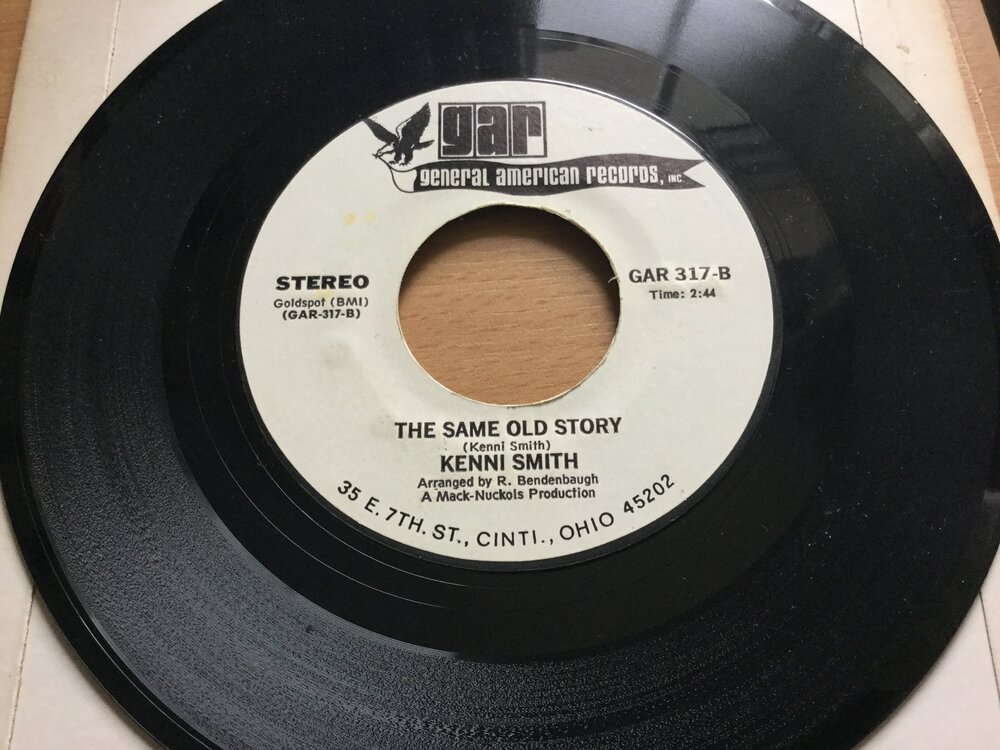 gar
general american records, INC.
STEREO
Goldspot (BMI)
(GAR-317-B)
GAR 317-B
Time: 2:44
THE SAME OLD STORY
(Kenni Smith)
KENNI SMITH
Arranged by R. Bendenbaugh
A Mack-Nuckols Production
35 E. 7TH. ST., CINTI., OHIO 45202